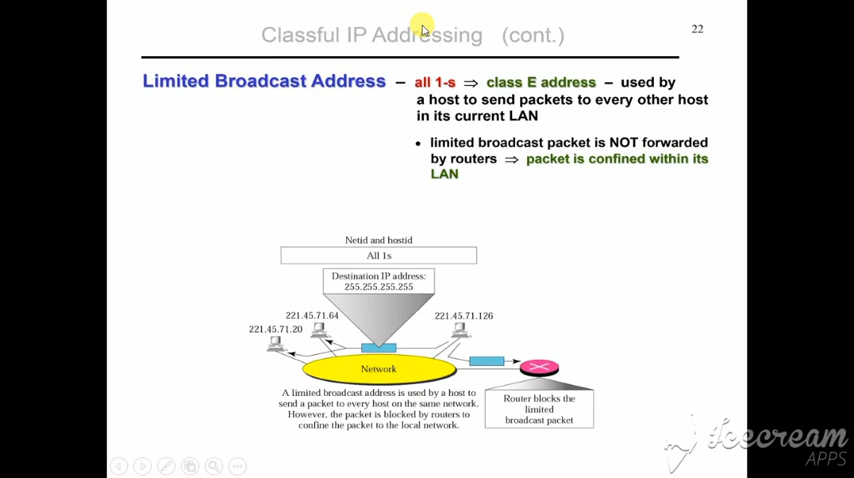 Classful IP Addressing (cont.)
22
Limited Broadcast Address – all 1-s ⇒ class E address – used by
a host to send packets to every other host
in its current LAN
• limited broadcast packet is NOT forwarded
by routers ⇒ packet is confined within its
LAN
Netid and hostid
All 1s
Destination IP address:
255.255.255.255
221.45.71.64
221.45.71.126
221.45.71.20
Network
A limited broadcast address is used by a host to
send a packet to every host on the same network.
However, the packet is blocked by routers to
confine the packet to the local network.
Router blocks the
limited
broadcast packet
Icecream
APPS